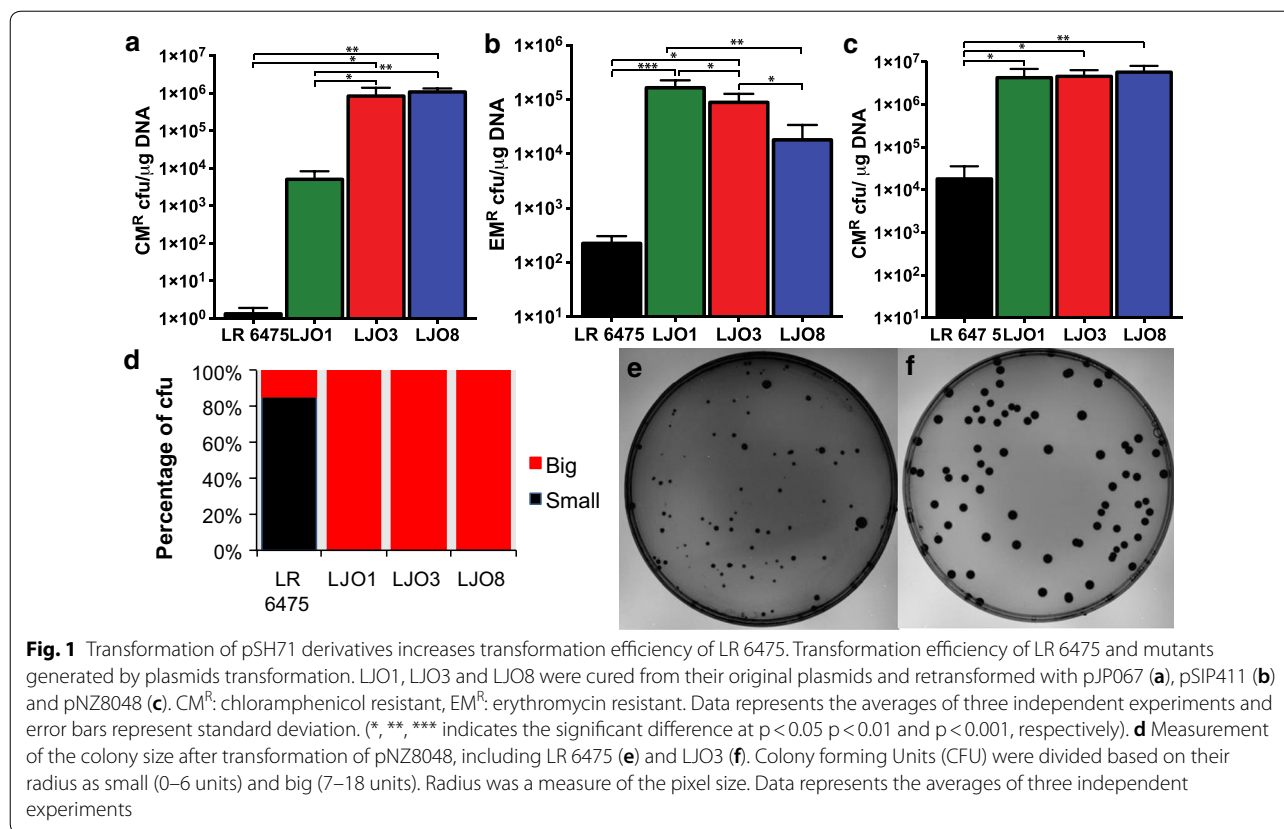 a
**
*
**
*
1×10⁷
1×10⁶
1×10⁵
1×10⁴
1×10³
1×10²
1×10¹
1×10⁰
CMᴿ cfu/μg DNA
LR 6475 LJO1 LJO3 LJO8
b
**
*
*** *
*
1×10⁶
1×10⁵
1×10⁴
1×10³
1×10²
1×10¹
EMᴿ cfu/μg DNA
LR 6475 LJO1 LJO3 LJO8
c
**
*
*
1×10⁷
1×10⁶
1×10⁵
1×10⁴
1×10³
1×10²
1×10¹
CMᴿ cfu/ μg DNA
LR 647 5LJO1 LJO3 LJO8
d
100%
80%
60%
40%
20%
0%
Percentage of cfu
LR
6475
LJO1 LJO3 LJO8
Big
Small
e
f
Fig. 1 Transformation of pSH71 derivatives increases transformation efficiency of LR 6475. Transformation efficiency of LR 6475 and mutants
generated by plasmids transformation. LJO1, LJO3 and LJO8 were cured from their original plasmids and retransformed with pJP067 (a), pSIP411 (b)
and pNZ8048 (c). CMᴿ: chloramphenicol resistant, EMᴿ: erythromycin resistant. Data represents the averages of three independent experiments and
error bars represent standard deviation. (*, **, *** indicates the significant difference at p < 0.05 p < 0.01 and p < 0.001, respectively). d Measurement
of the colony size after transformation of pNZ8048, including LR 6475 (e) and LJO3 (f). Colony forming Units (CFU) were divided based on their
radius as small (0–6 units) and big (7–18 units). Radius was a measure of the pixel size. Data represents the averages of three independent
experiments